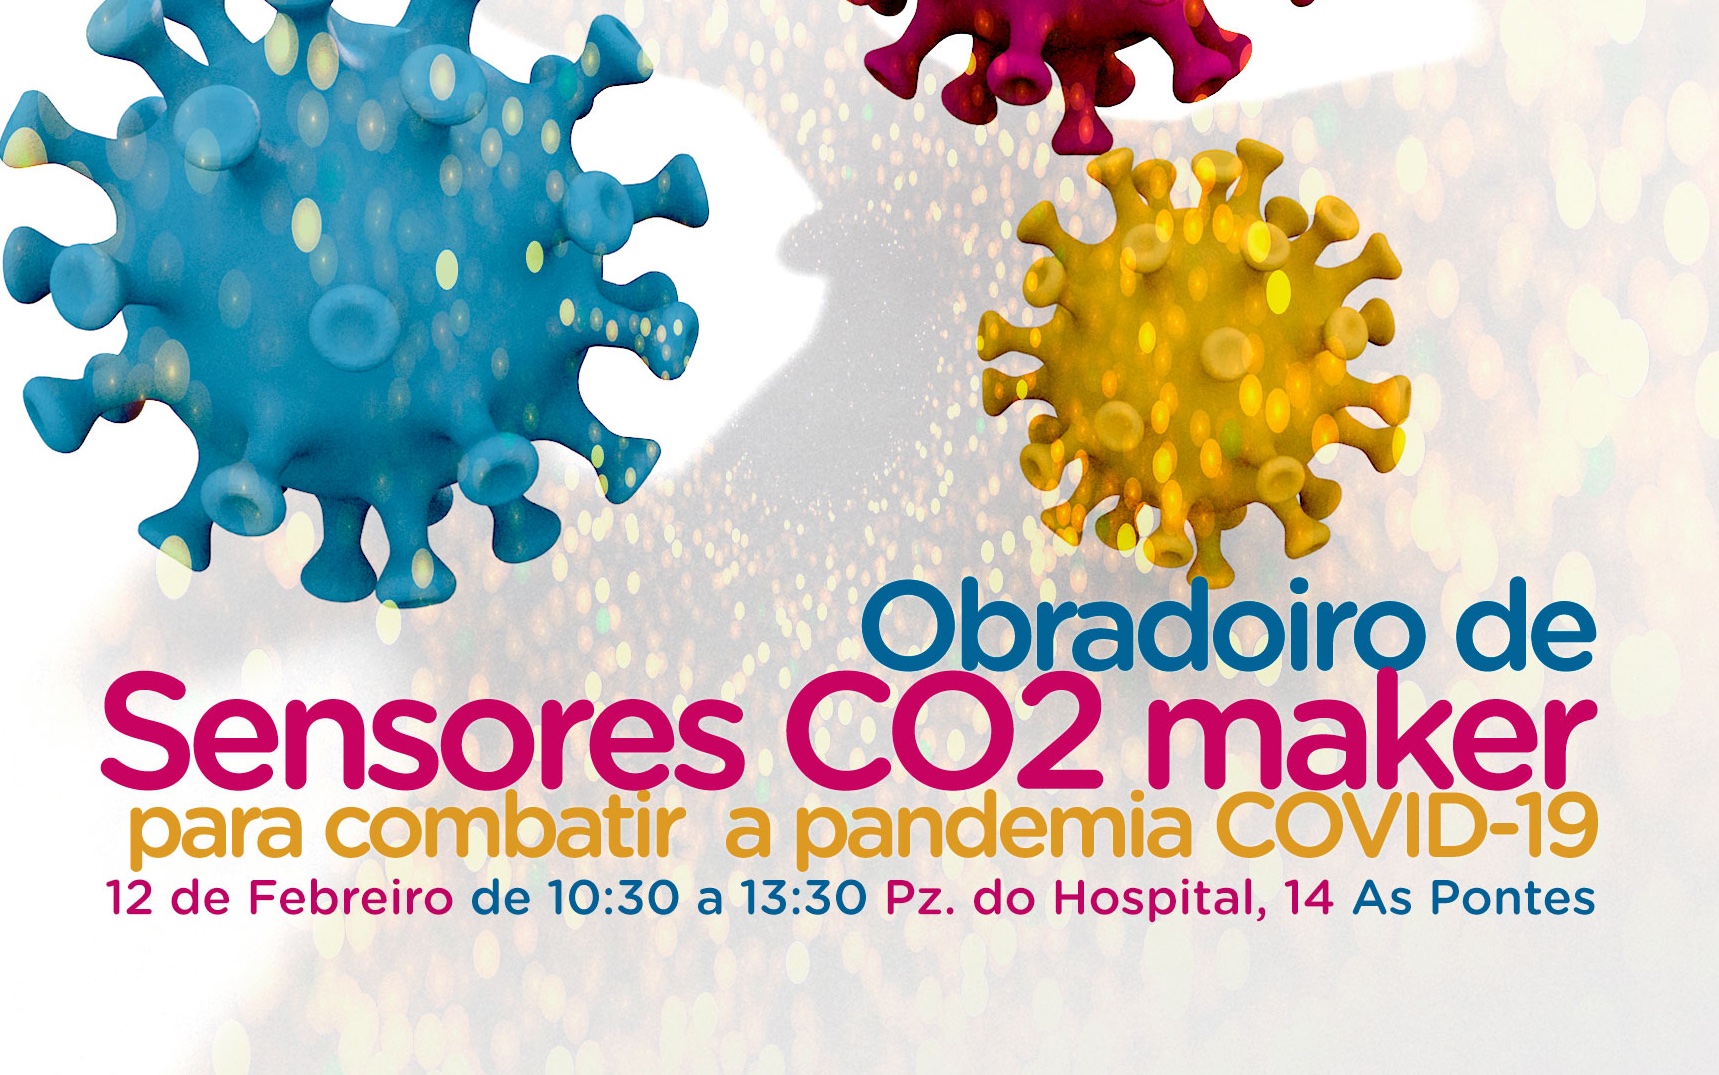 Obradoiro de
Sensores CO2 maker
para combatir a pandemia COVID-19
12 de Febreiro de 10:30 a 13:30 Pz. do Hospital, 14 As Pontes